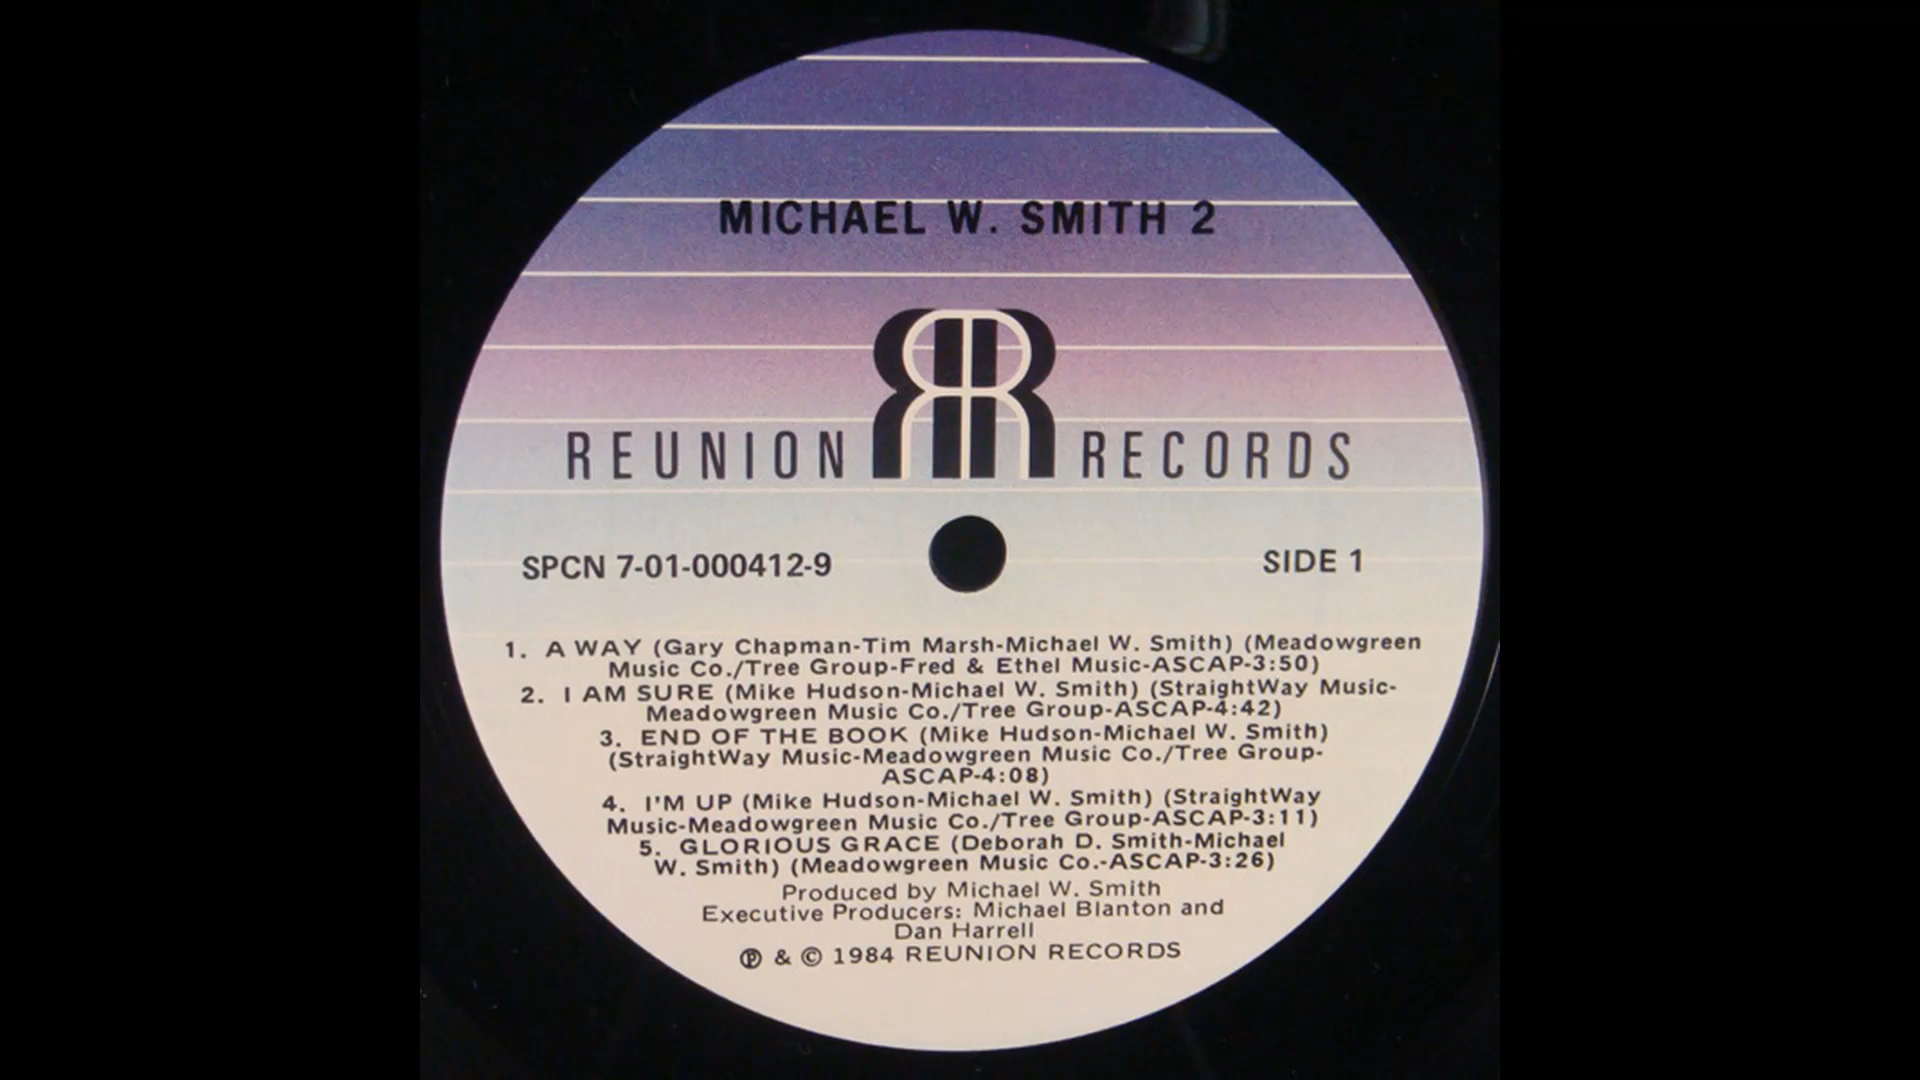 MICHAEL W. SMITH 2
REUNION RECORDS
SPCN 7-01-000412-9
SIDE 1
1. A WAY (Gary Chapman-Tim Marsh-Michael W. Smith) (Meadowgreen
Music Co./Tree Group-Fred & Ethel Music-ASCAP-3:50)
2. I AM SURE (Mike Hudson-Michael W. Smith) (StraightWay Music-
Meadowgreen Music Co./Tree Group-ASCAP-4:42)
3. END OF THE BOOK (Mike Hudson-Michael W. Smith)
(StraightWay Music-Meadowgreen Music Co./Tree Group-
ASCAP-4:08)
4. I'M UP (Mike Hudson-Michael W. Smith) (StraightWay
Music-Meadowgreen Music Co./Tree Group-ASCAP-3:11)
5. GLORIOUS GRACE (Deborah D. Smith-Michael
W. Smith) (Meadowgreen Music Co.-ASCAP-3:26)
Produced by Michael W. Smith
Executive Producers: Michael Blanton and
Dan Harrell
℗ & © 1984 REUNION RECORDS